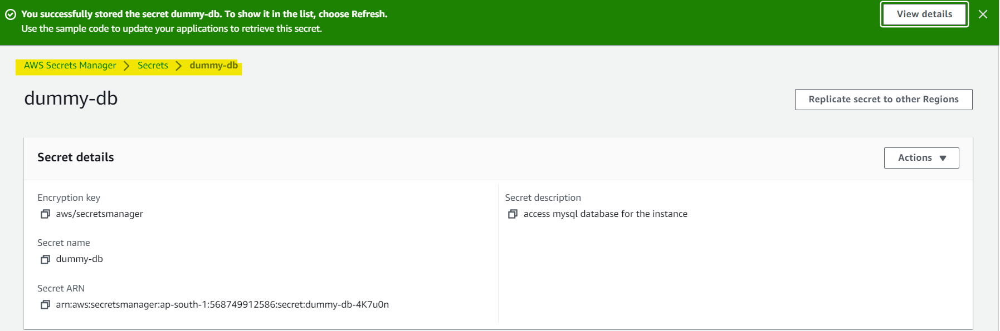 You successfully stored the secret dummy-db. To show it in the list, choose Refresh.
Use the sample code to update your applications to retrieve this secret.
View details
AWS Secrets Manager > Secrets > dummy-db
dummy-db
Replicate secret to other Regions
Secret details
Actions
Encryption key
aws/secretsmanager
Secret description
access mysql database for the instance
Secret name
dummy-db
Secret ARN
arn:aws:secretsmanager:ap-south-1:568749912586:secret:dummy-db-4K7u0n